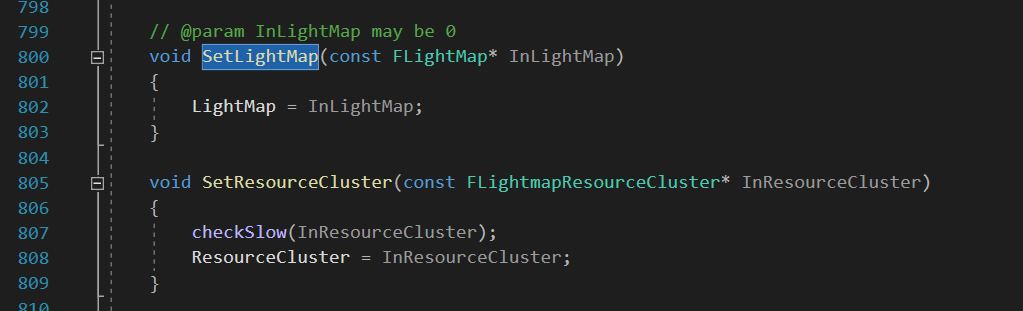 798
799 // @param InLightMap may be 0
800 void SetLightMap(const FLightMap* InLightMap)
801 {
802 LightMap = InLightMap;
803 }
804
805 void SetResourceCluster(const FLightmapResourceCluster* InResourceCluster)
806 {
807 checkSlow(InResourceCluster);
808 ResourceCluster = InResourceCluster;
809 }
810